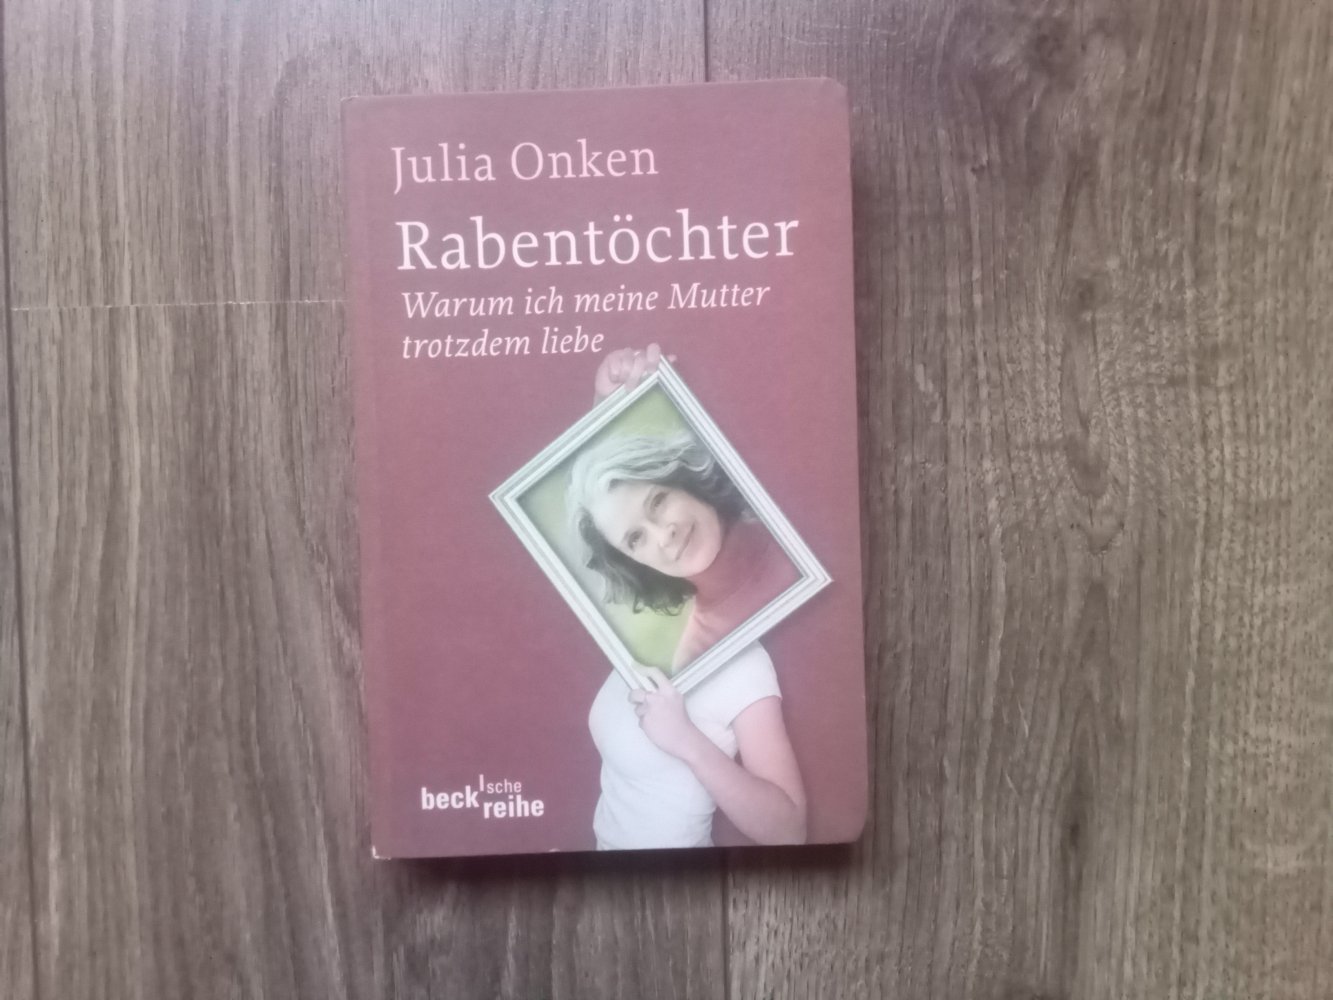 Julia Onken
Rabentöchter
Warum ich meine Mutter
trotzdem liebe
beck'sche
reihe